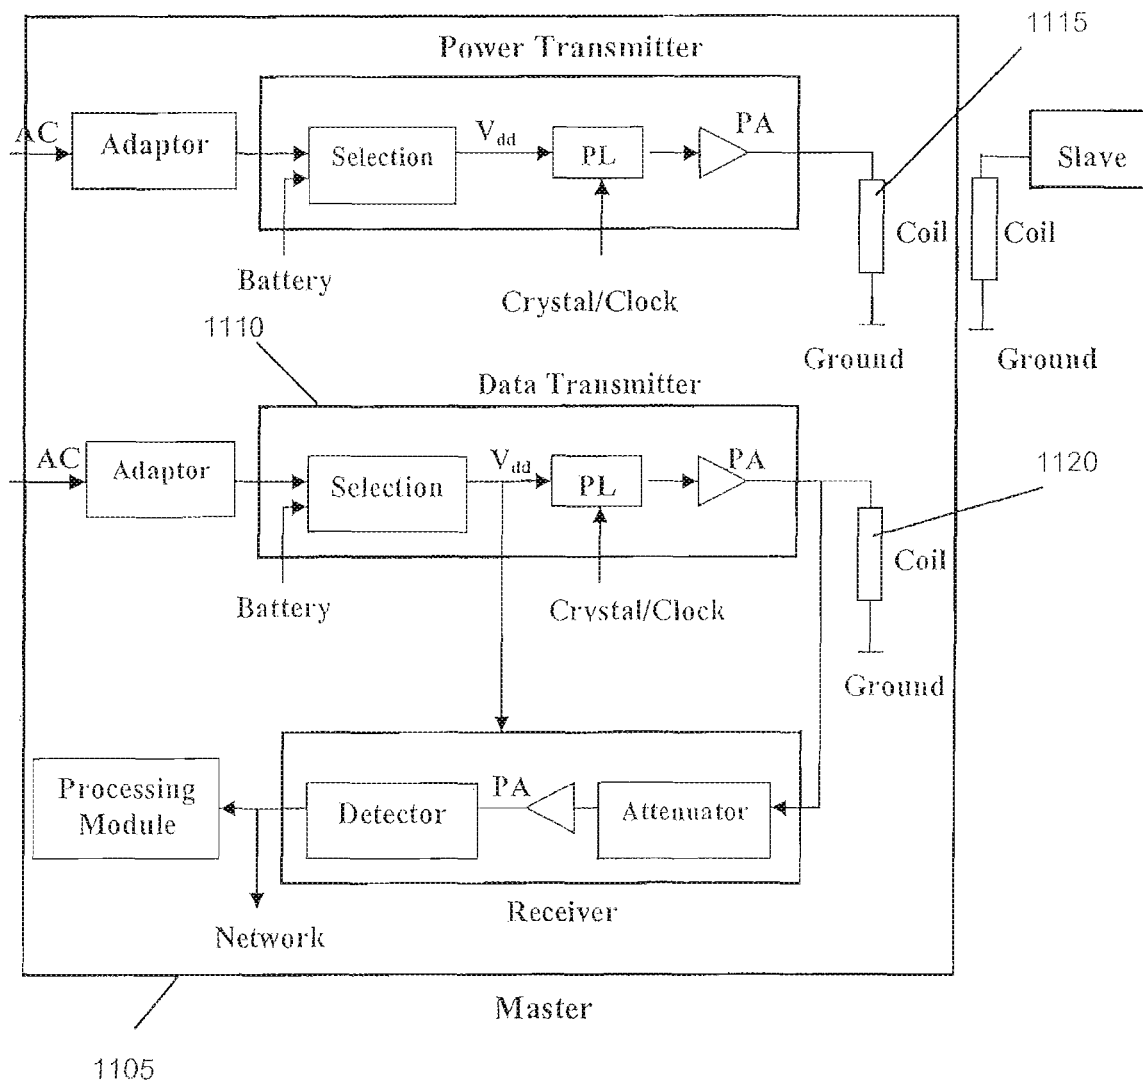 1115
Power Transmitter
AC
Adaptor
Selection
Vdd
PL
PA
Slave
Coil
Coil
Battery
Crystal/Clock
Ground
Ground
1110
Data Transmitter
AC
Adaptor
Selection
Vdd
PL
PA
1120
Coil
Battery
Crystal/Clock
Ground
Processing
Module
Detector
PA
Attenuator
Receiver
Network
Master
1105